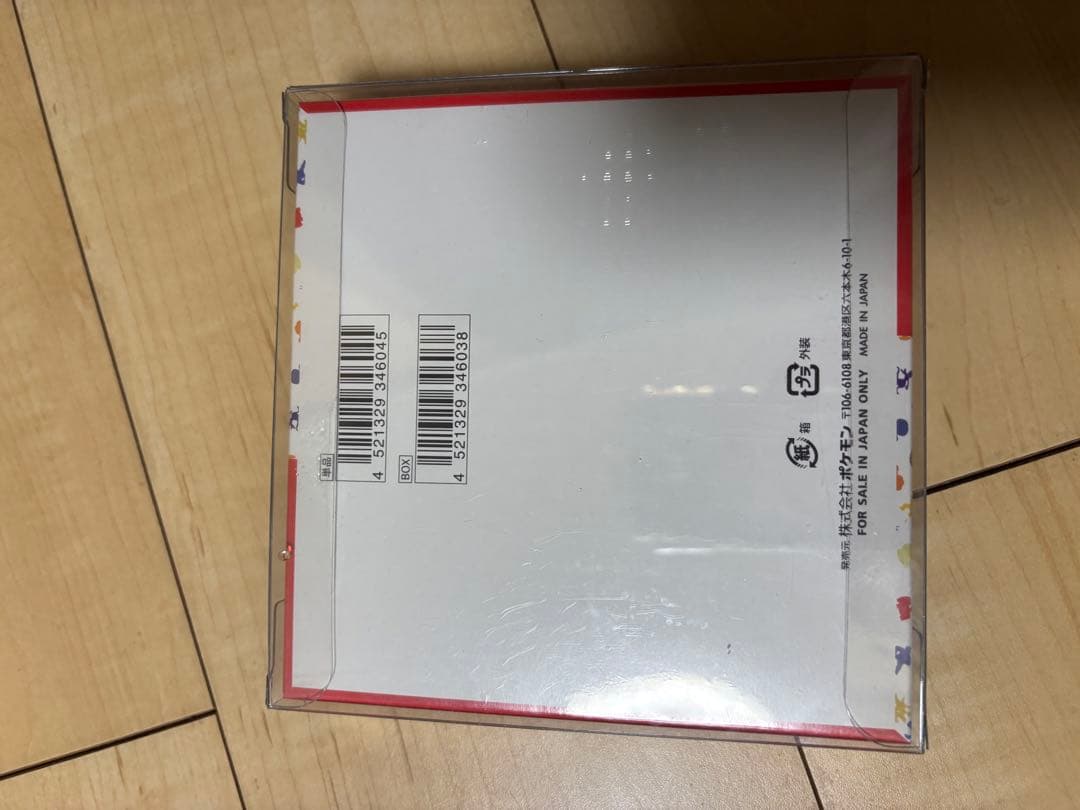 単品
4 521329 346045
BOX
4 521329 346038
紙 箱
プラ 外装
発売元 株式会社ポケモン 〒106-6108 東京都港区六本木6-10-1
FOR SALE IN JAPAN ONLY MADE IN JAPAN